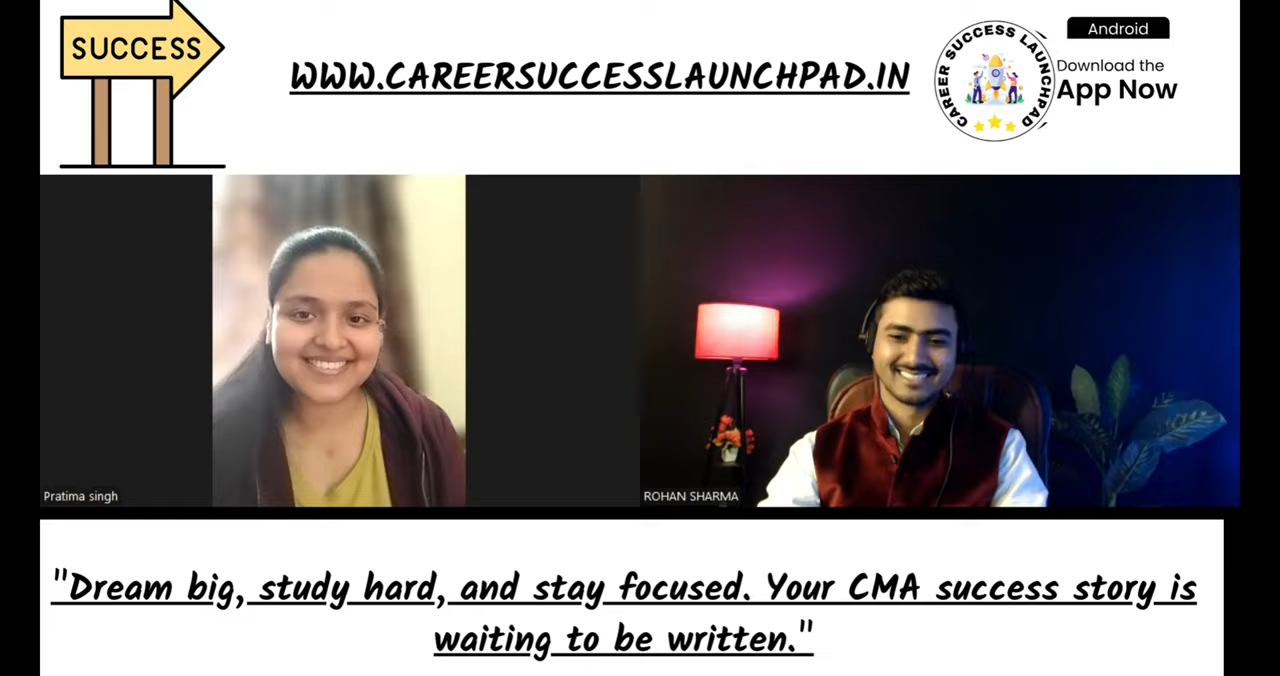 SUCCESS
WWW.CAREERSUCCESSLAUNCHPAD.IN
CAREER SUCCESS LAUNCHPAD
Android
Download the
App Now
Pratima singh
ROHAN SHARMA
"Dream big, study hard, and stay focused. Your CMA success story is
waiting to be written."